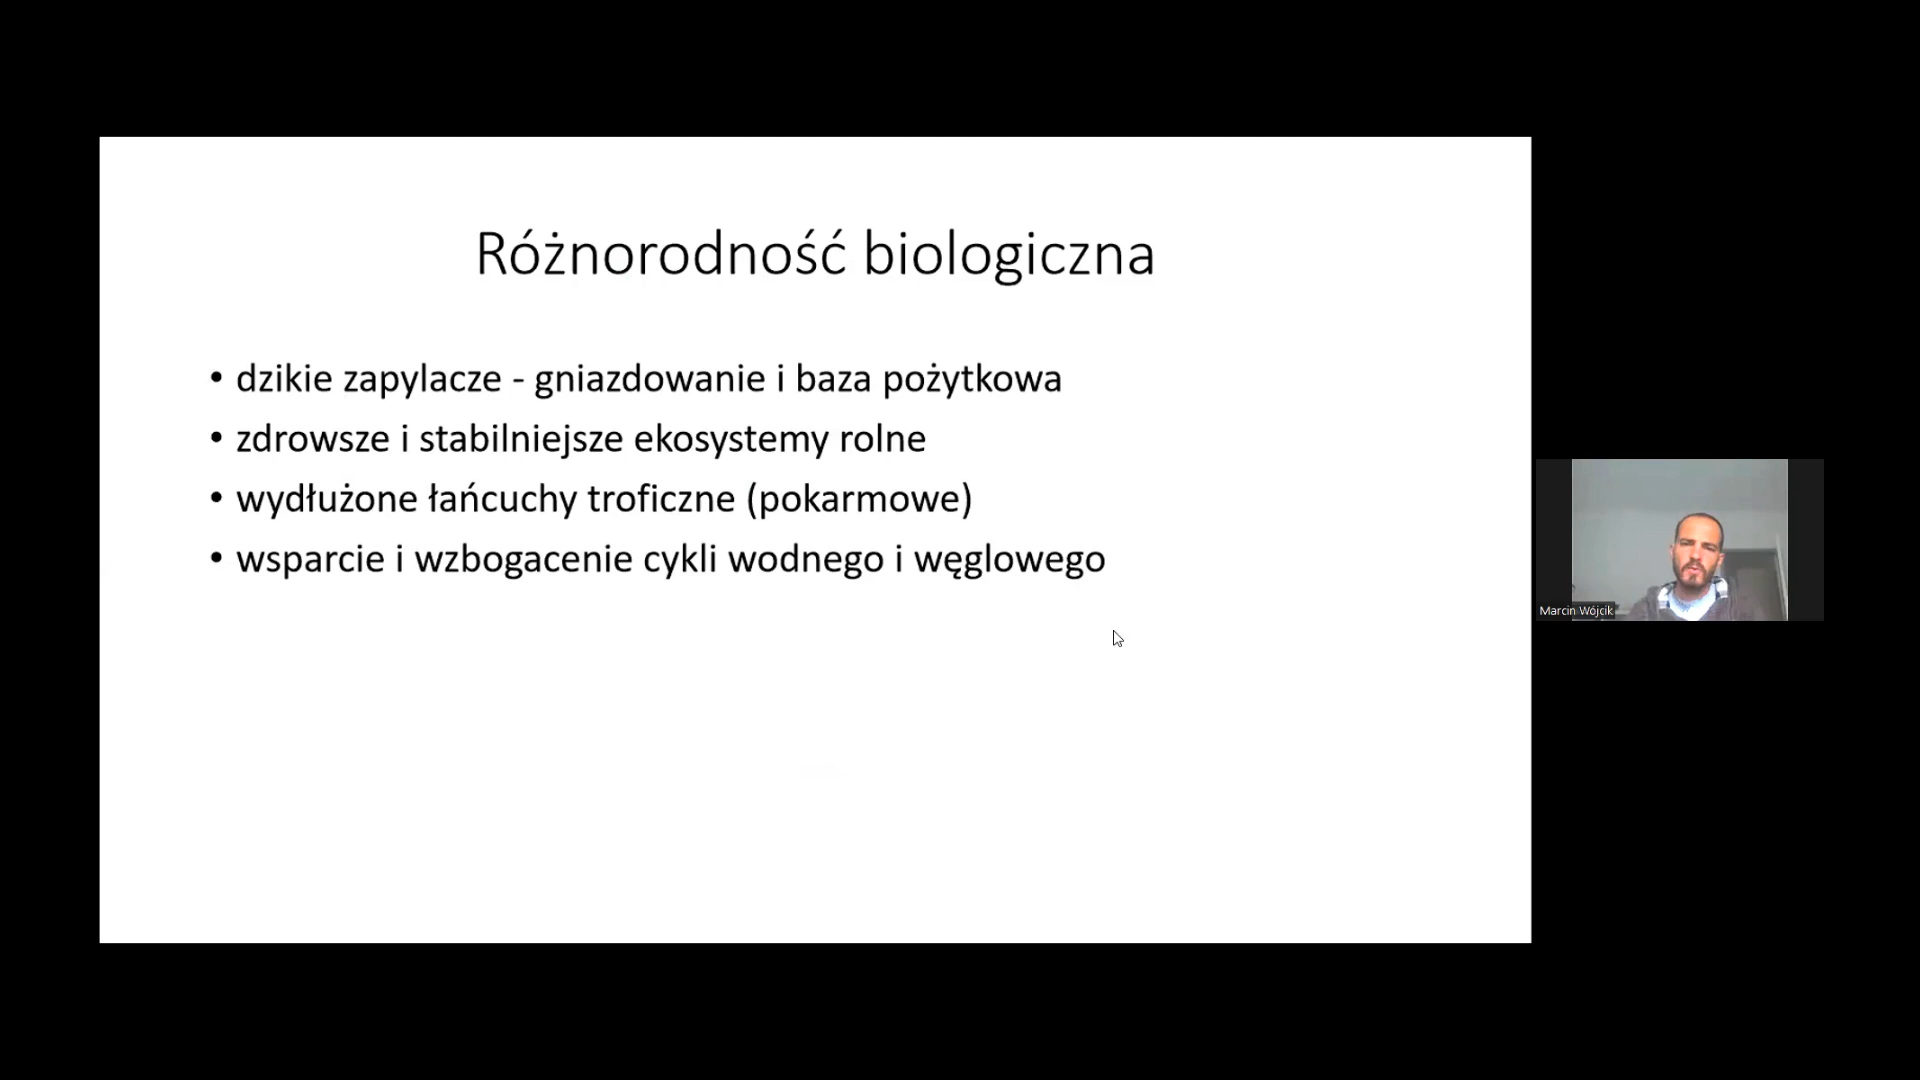 Różnorodność biologiczna
• dzikie zapylacze - gniazdowanie i baza pożytkowa
• zdrowsze i stabilniejsze ekosystemy rolne
• wydłużone łańcuchy troficzne (pokarmowe)
• wsparcie i wzbogacenie cykli wodnego i węglowego
Marcin Wójcik